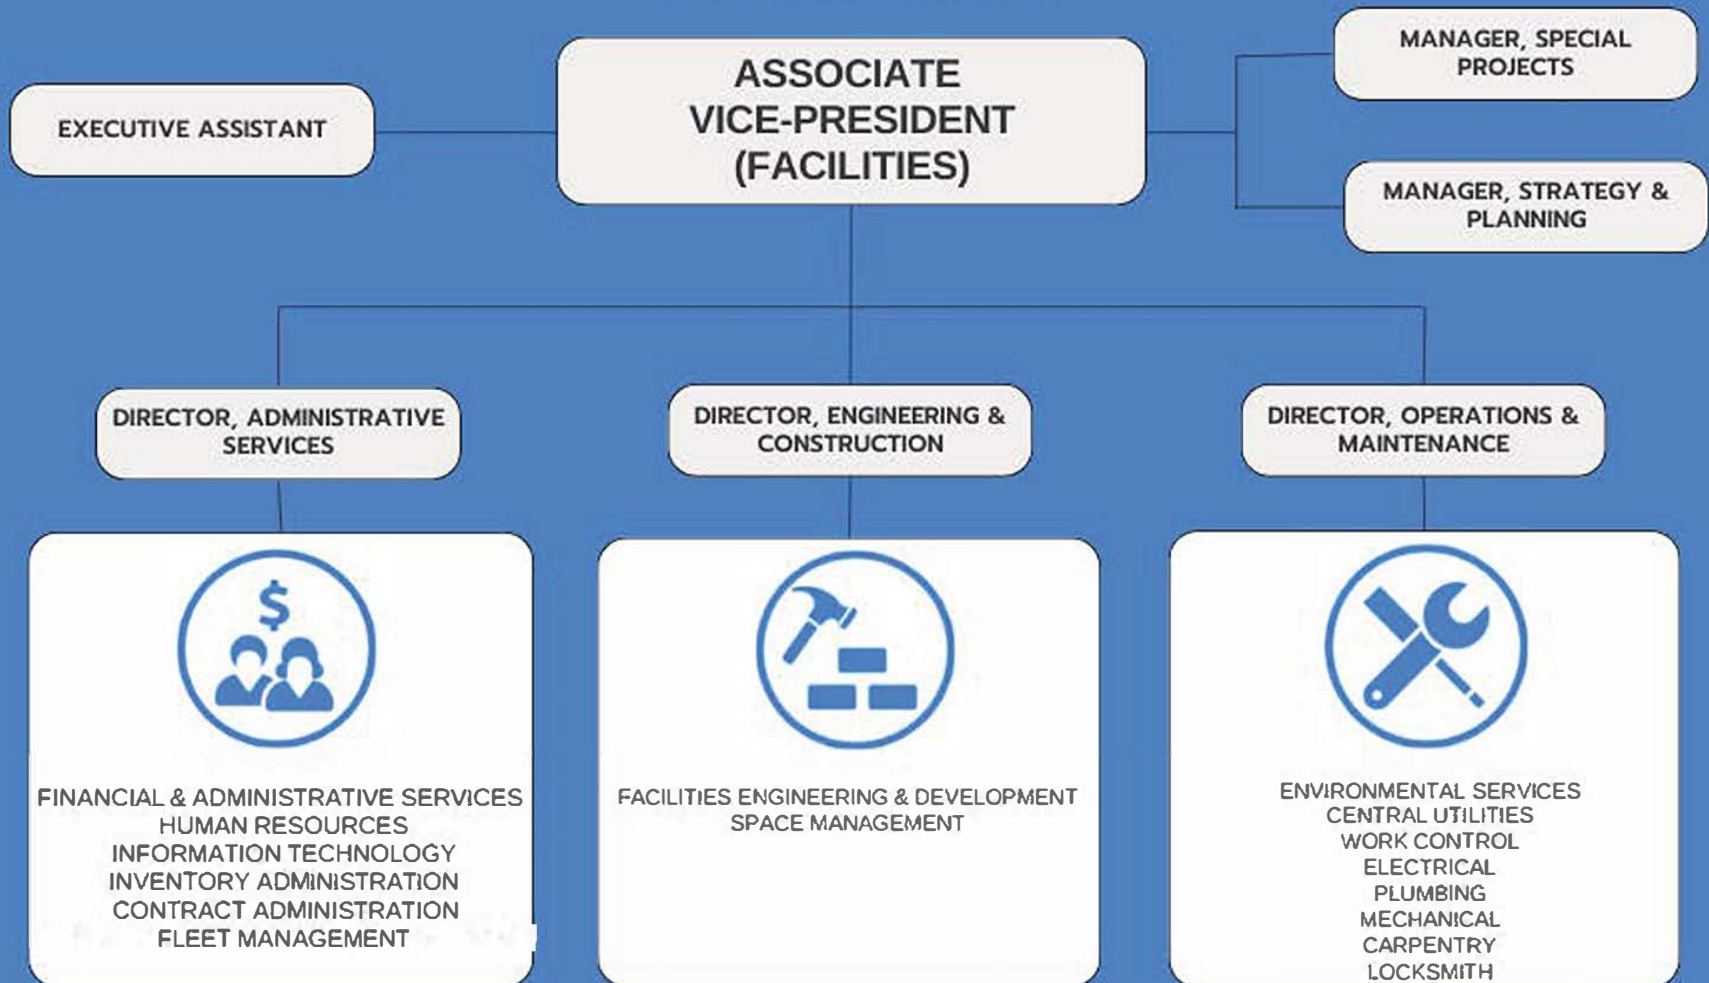 ASSOCIATE
VICE-PRESIDENT
(FACILITIES)
EXECUTIVE ASSISTANT
MANAGER, SPECIAL
PROJECTS
MANAGER, STRATEGY &
PLANNING
DIRECTOR, ADMINISTRATIVE
SERVICES
DIRECTOR, ENGINEERING &
CONSTRUCTION
DIRECTOR, OPERATIONS &
MAINTENANCE
$
FINANCIAL & ADMINISTRATIVE SERVICES
HUMAN RESOURCES
INFORMATION TECHNOLOGY
INVENTORY ADMINISTRATION
CONTRACT ADMINISTRATION
FLEET MANAGEMENT
FACILITIES ENGINEERING & DEVELOPMENT
SPACE MANAGEMENT
ENVIRONMENTAL SERVICES
CENTRAL UTILITIES
WORK CONTROL
ELECTRICAL
PLUMBING
MECHANICAL
CARPENTRY
LOCKSMITH